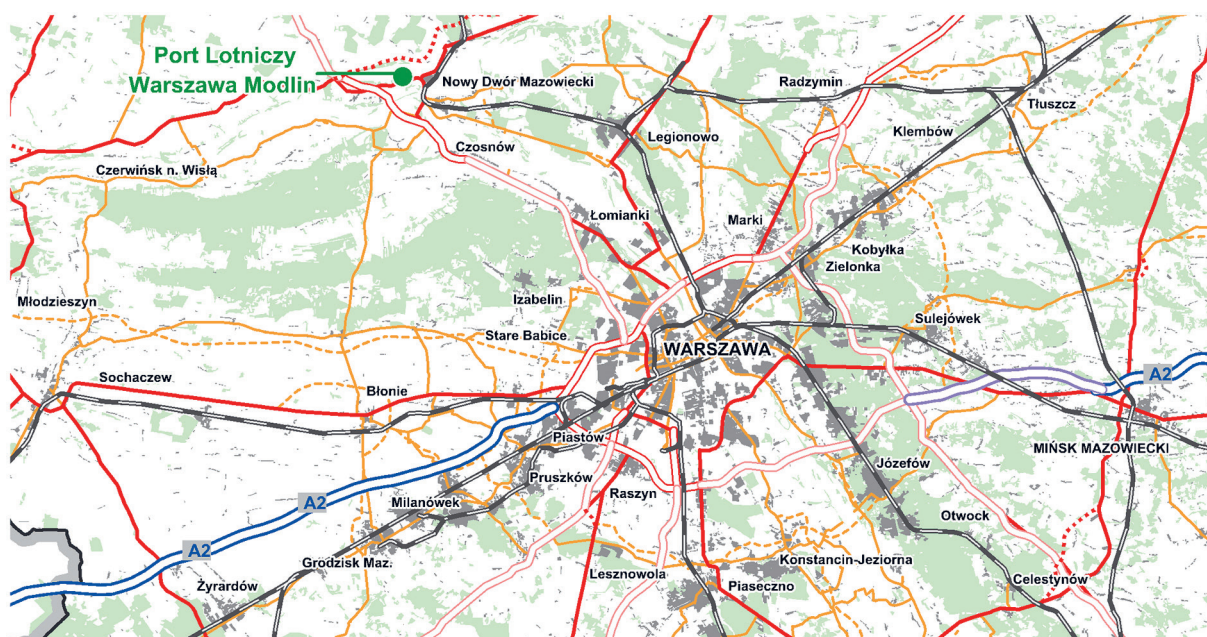 Port Lotniczy
Warszawa Modlin
Nowy Dwór Mazowiecki
Radzymin
Tłuszcz
Legionowo
Klembów
Czosnów
Czerwińsk n. Wisłą
Łomianki
Marki
Kobyłka
Zielonka
Młodzieszyn
Izabelin
Sulejówek
Stare Babice
WARSZAWA
Sochaczew
A2
Błonie
Piastów
MIŃSK MAZOWIECKI
Józefów
Pruszków
Raszyn
Milanówek
A2
Otwock
A2
Grodzisk Maz.
Konstancin-Jeziorna
Lesznowola
Piaseczno
Celestynów
Żyrardów